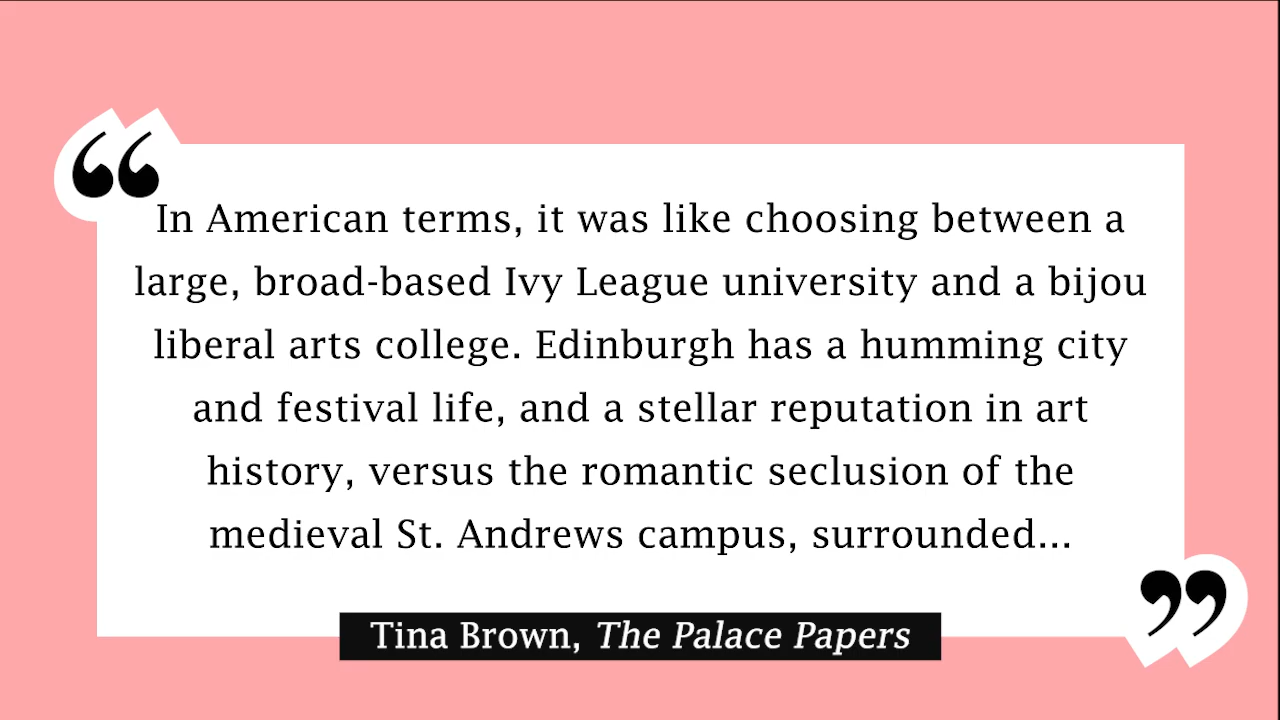 In American terms, it was like choosing between a
large, broad-based Ivy League university and a bijou
liberal arts college. Edinburgh has a humming city
and festival life, and a stellar reputation in art
history, versus the romantic seclusion of the
medieval St. Andrews campus, surrounded...
Tina Brown, The Palace Papers